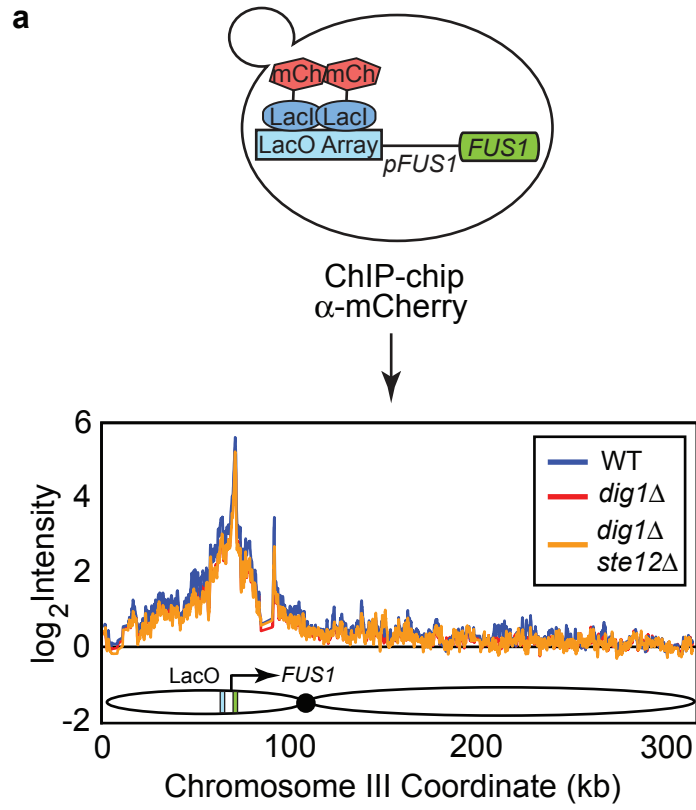 a
mCh mCh
LacI LacI
LacO Array
pFUS1
FUS1
ChIP-chip
α-mCherry
6
4
2
0
-2
log2Intensity
WT
dig1Δ
dig1Δ
ste12Δ
LacO
FUS1
0 100 200 300
Chromosome III Coordinate (kb)